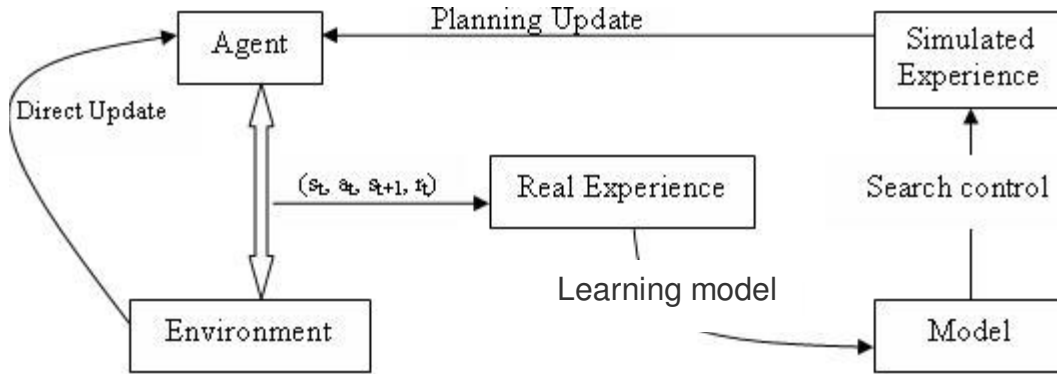 Planning Update
Agent
Simulated
Experience
Direct Update
(sₜ, aₜ, sₜ₊₁, rₜ)
Real Experience
Search control
Learning model
Environment
Model